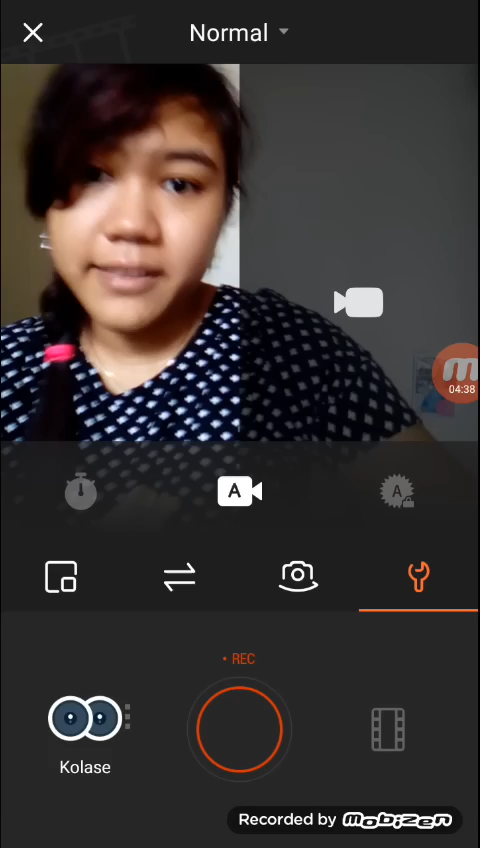 Normal
m
04:38
A
A
• REC
Kolase
Recorded by mobizen